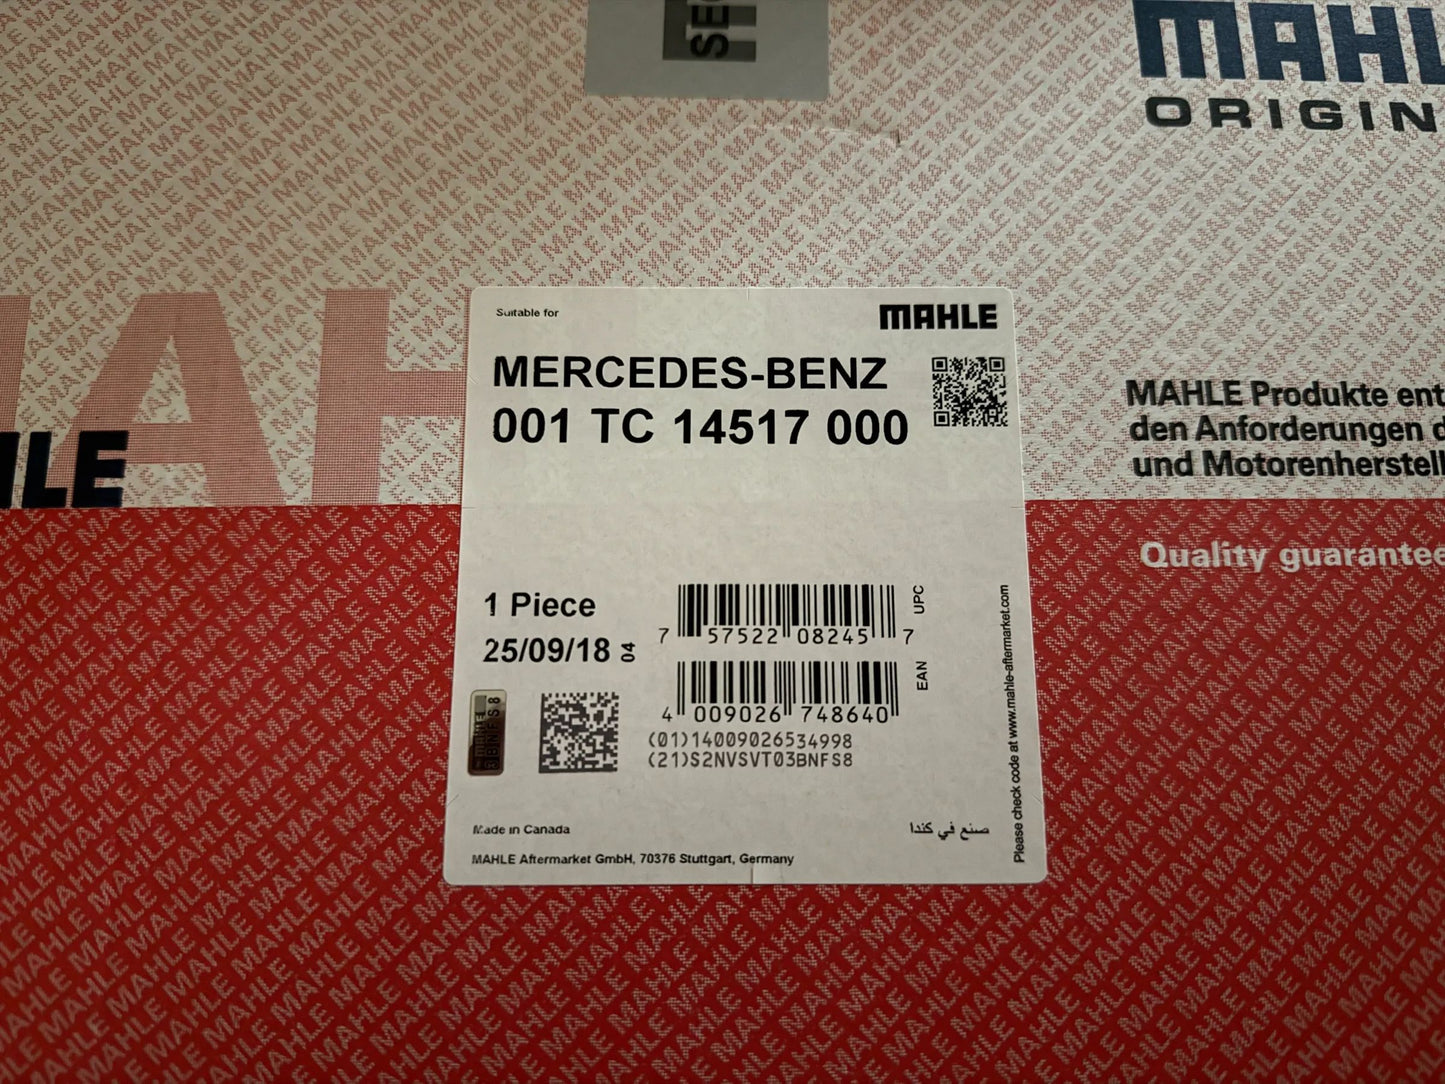 MAHL
ORIGIN
Suitable for
MAHLE
MERCEDES-BENZ
001 TC 14517 000
MAHLE Produkte ent
den Anforderungen d
und Motorenherstell
HLE
Quality guarantee
1 Piece
25/09/18 04
7 57522 08245 7
UPC
4 009026 748640
EAN
(01)14009026534998
(21)S2NVSVT03BNFS8
Please check code at www.mahle-aftermarket.com
Made in Canada
صنع في كندا
MAHLE Aftermarket GmbH, 70376 Stuttgart, Germany